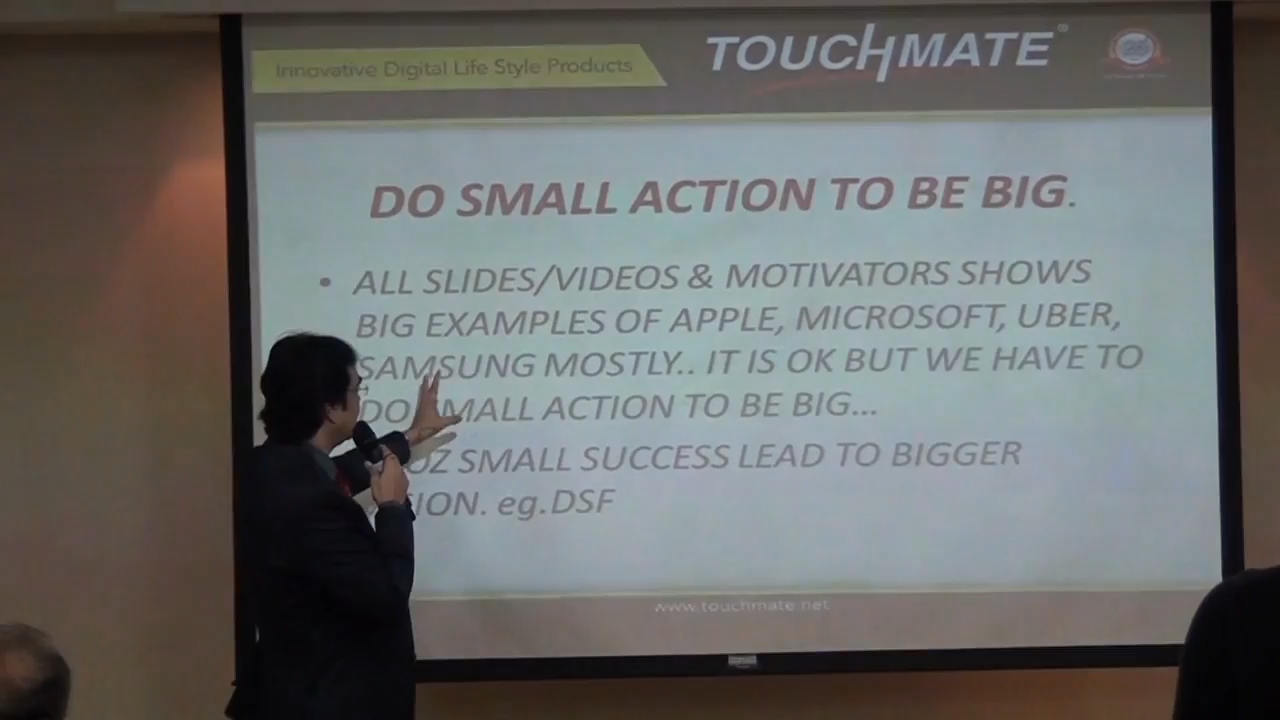 Innovative Digital Life Style Products
TOUCHMATE®
DO SMALL ACTION TO BE BIG.
• ALL SLIDES/VIDEOS & MOTIVATORS SHOWS
BIG EXAMPLES OF APPLE, MICROSOFT, UBER,
SAMSUNG MOSTLY.. IT IS OK BUT WE HAVE TO
DO SMALL ACTION TO BE BIG...
SMALL SUCCESS LEAD TO BIGGER
eg.DSF
www.touchmate.net